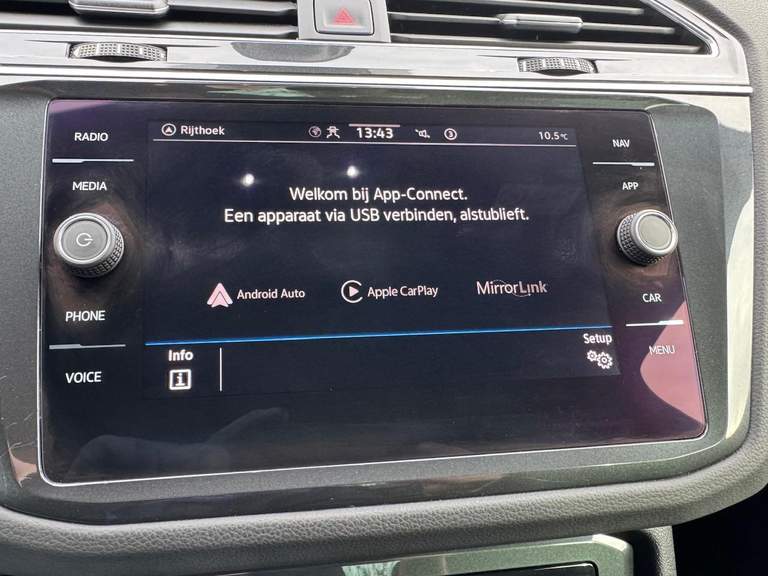 RADIO
MEDIA
PHONE
VOICE
Rijthoek
13:43
3
10.5°C
Welkom bij App-Connect.
Een apparaat via USB verbinden, alstublieft.
Android Auto
Apple CarPlay
MirrorLink
Info
i
Setup
NAV
APP
CAR
MENU